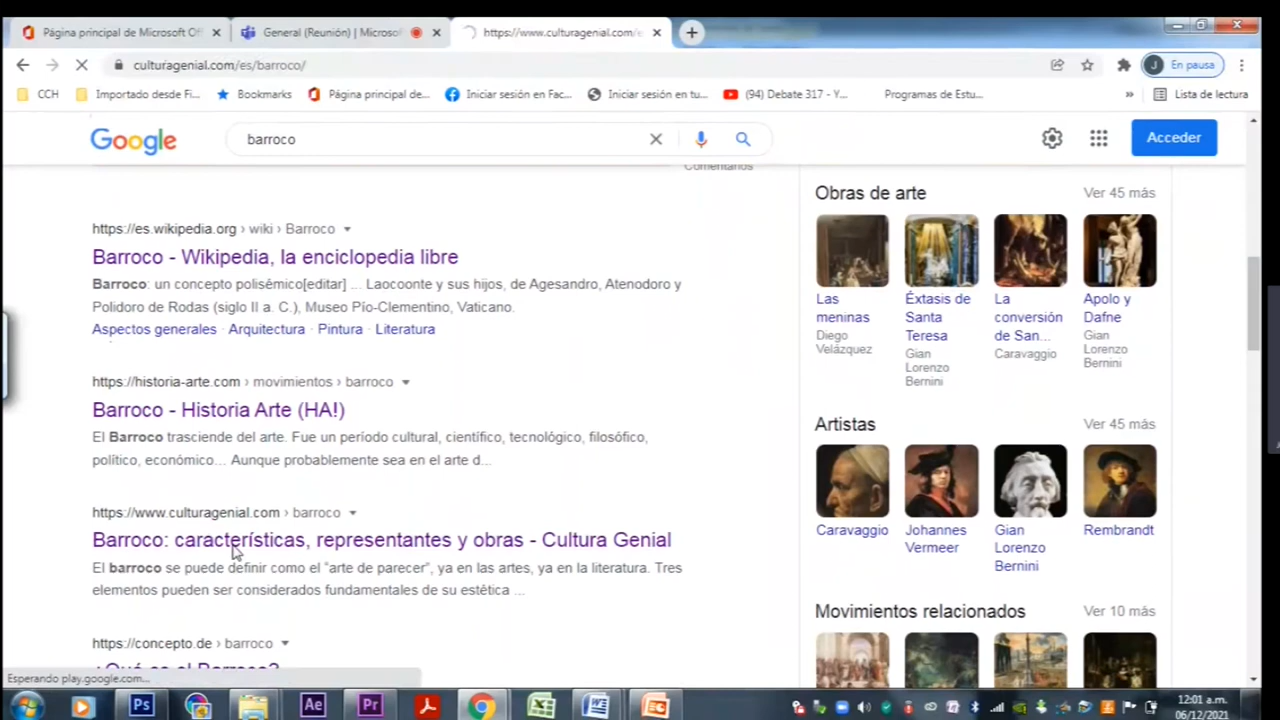 Página principal de Microsoft Of
General (Reunión) | Microso
https://www.culturagenial.com/e
culturagenial.com/es/barroco/
J En pausa
CCH
Importado desde Fi...
Bookmarks
Página principal de...
Iniciar sesión en Fac...
Iniciar sesión en tu...
(94) Debate 317 - Y...
Programas de Estu...
»
Lista de lectura
Google
barroco
Acceder
Comentarios
https://es.wikipedia.org › wiki › Barroco
Barroco - Wikipedia, la enciclopedia libre
Barroco: un concepto polisémico[editar] ... Laocoonte y sus hijos, de Agesandro, Atenodoro y
Polidoro de Rodas (siglo II a. C.), Museo Pío-Clementino, Vaticano.
Aspectos generales · Arquitectura · Pintura · Literatura
https://historia-arte.com › movimientos › barroco
Barroco - Historia Arte (HA!)
El Barroco trasciende del arte. Fue un período cultural, científico, tecnológico, filosófico,
político, económico... Aunque probablemente sea en el arte d...
https://www.culturagenial.com › barroco
Barroco: características, representantes y obras - Cultura Genial
El barroco se puede definir como el “arte de parecer”, ya en las artes, ya en la literatura. Tres
elementos pueden ser considerados fundamentales de su estética ...
https://concepto.de › barroco
¿Qué es el Barroco?
Obras de arte
Ver 45 más
Las
meninas
Diego
Velázquez
Éxtasis de
Santa
Teresa
Gian
Lorenzo
Bernini
La
conversión
de San...
Caravaggio
Apolo y
Dafne
Gian
Lorenzo
Bernini
Artistas
Ver 45 más
Caravaggio
Johannes
Vermeer
Gian
Lorenzo
Bernini
Rembrandt
Movimientos relacionados
Ver 10 más
Esperando play.google.com...
Ps
Ae
Pr
12:01 a.m.
06/12/2021